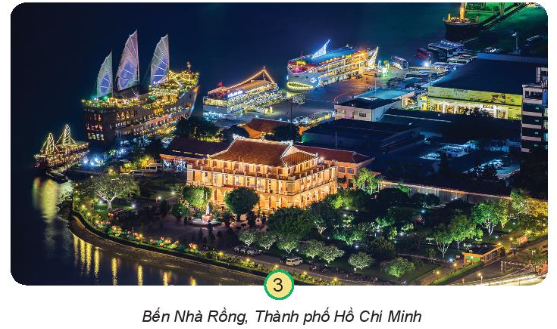 3
Bến Nhà Rồng, Thành phố Hồ Chí Minh